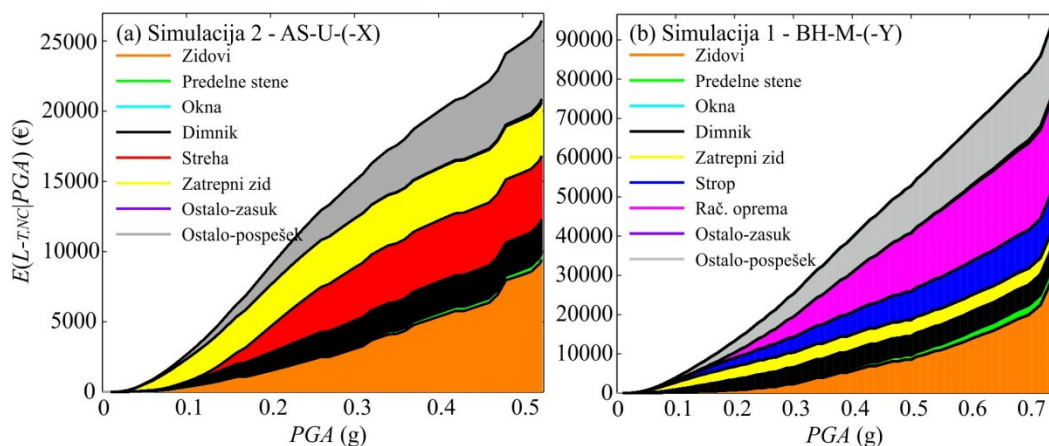 (a) Simulacija 2 - AS-U-(-X)
Zidovi
Predelne stene
Okna
Dimnik
Streha
Zatrepni zid
Ostalo-zasuk
Ostalo-pospešek
E(L-T,NC|PGA) (€)
25000
20000
15000
10000
5000
0
0 0.1 0.2 0.3 0.4 0.5
PGA (g)
(b) Simulacija 1 - BH-M-(-Y)
Zidovi
Predelne stene
Okna
Dimnik
Zatrepni zid
Strop
Rač. oprema
Ostalo-zasuk
Ostalo-pospešek
90000
80000
70000
60000
50000
40000
30000
20000
10000
0
0 0.1 0.2 0.3 0.4 0.5 0.6 0.7
PGA (g)